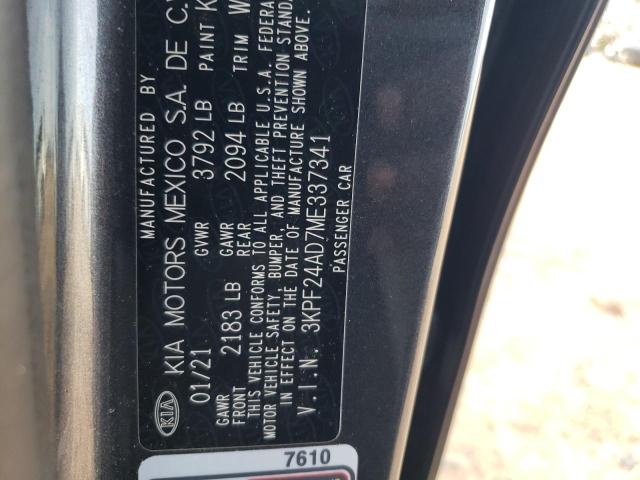 MANUFACTURED BY
KIA KIA MOTORS MEXICO S.A. DE C.V
01/21 GVWR 3792 LB PAINT K
GAWR FRONT 2183 LB GAWR REAR 2094 LB TRIM W
THIS VEHICLE CONFORMS TO ALL APPLICABLE U.S.A. FEDERA
MOTOR VEHICLE SAFETY, BUMPER, AND THEFT PREVENTION STANDA
IN EFFECT ON THE DATE OF MANUFACTURE SHOWN ABOVE.
V.I.N. 3KPF24AD7ME337341
PASSENGER CAR
7610